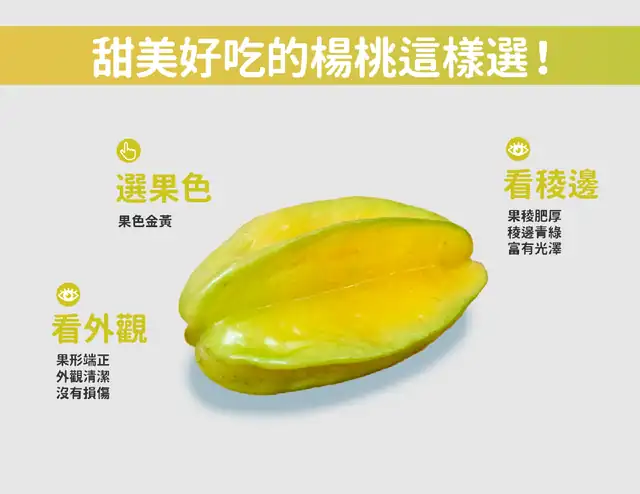 甜美好吃的楊桃這樣選！
選果色
果色金黃
看稜邊
果稜肥厚
稜邊青綠
富有光澤
看外觀
果形端正
外觀清潔
沒有損傷